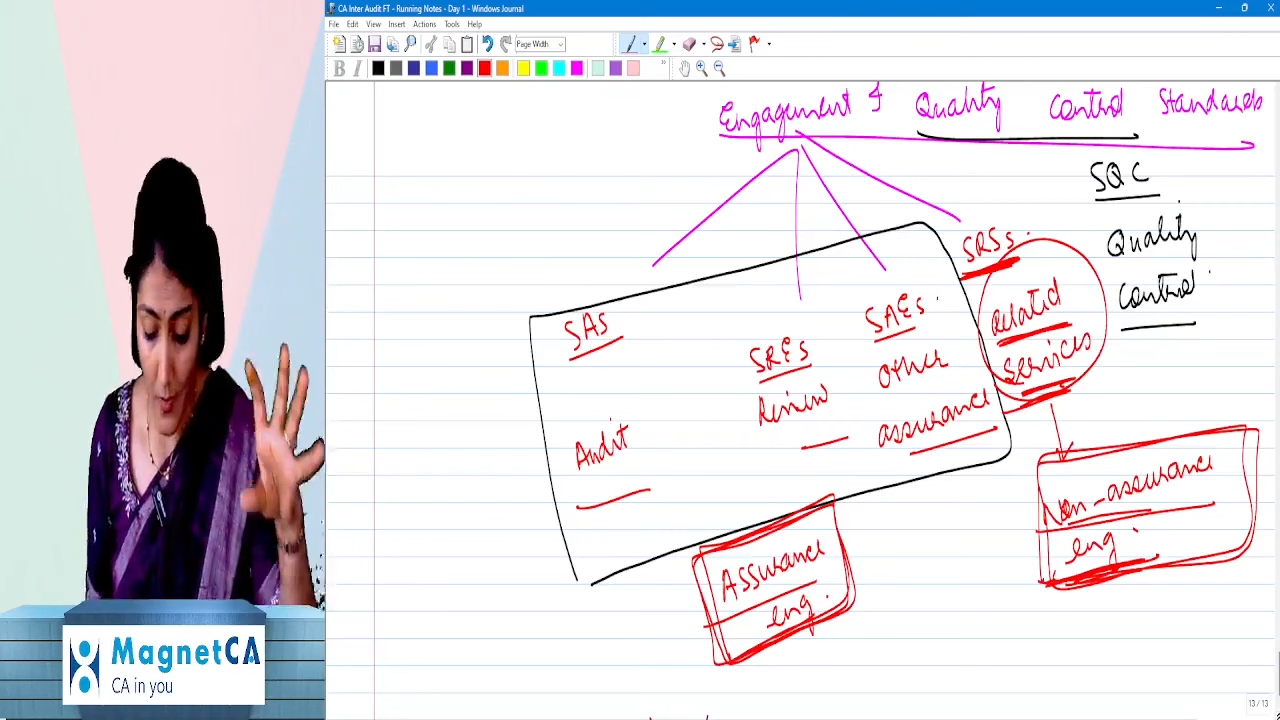 CA Inter Audit FT - Running Notes - Day 1 - Windows Journal
File Edit View Insert Actions Tools Help
Page Width
B I
Engagement & Quality Control Standards
SQC
Quality
Control
SRSs.
Related
Services
SAS
SREs
SAEs.
Review
Other
assurance
Audit
Non-assurance
eng.
Assurance
eng.
MagnetCA
CA in you
13 / 13